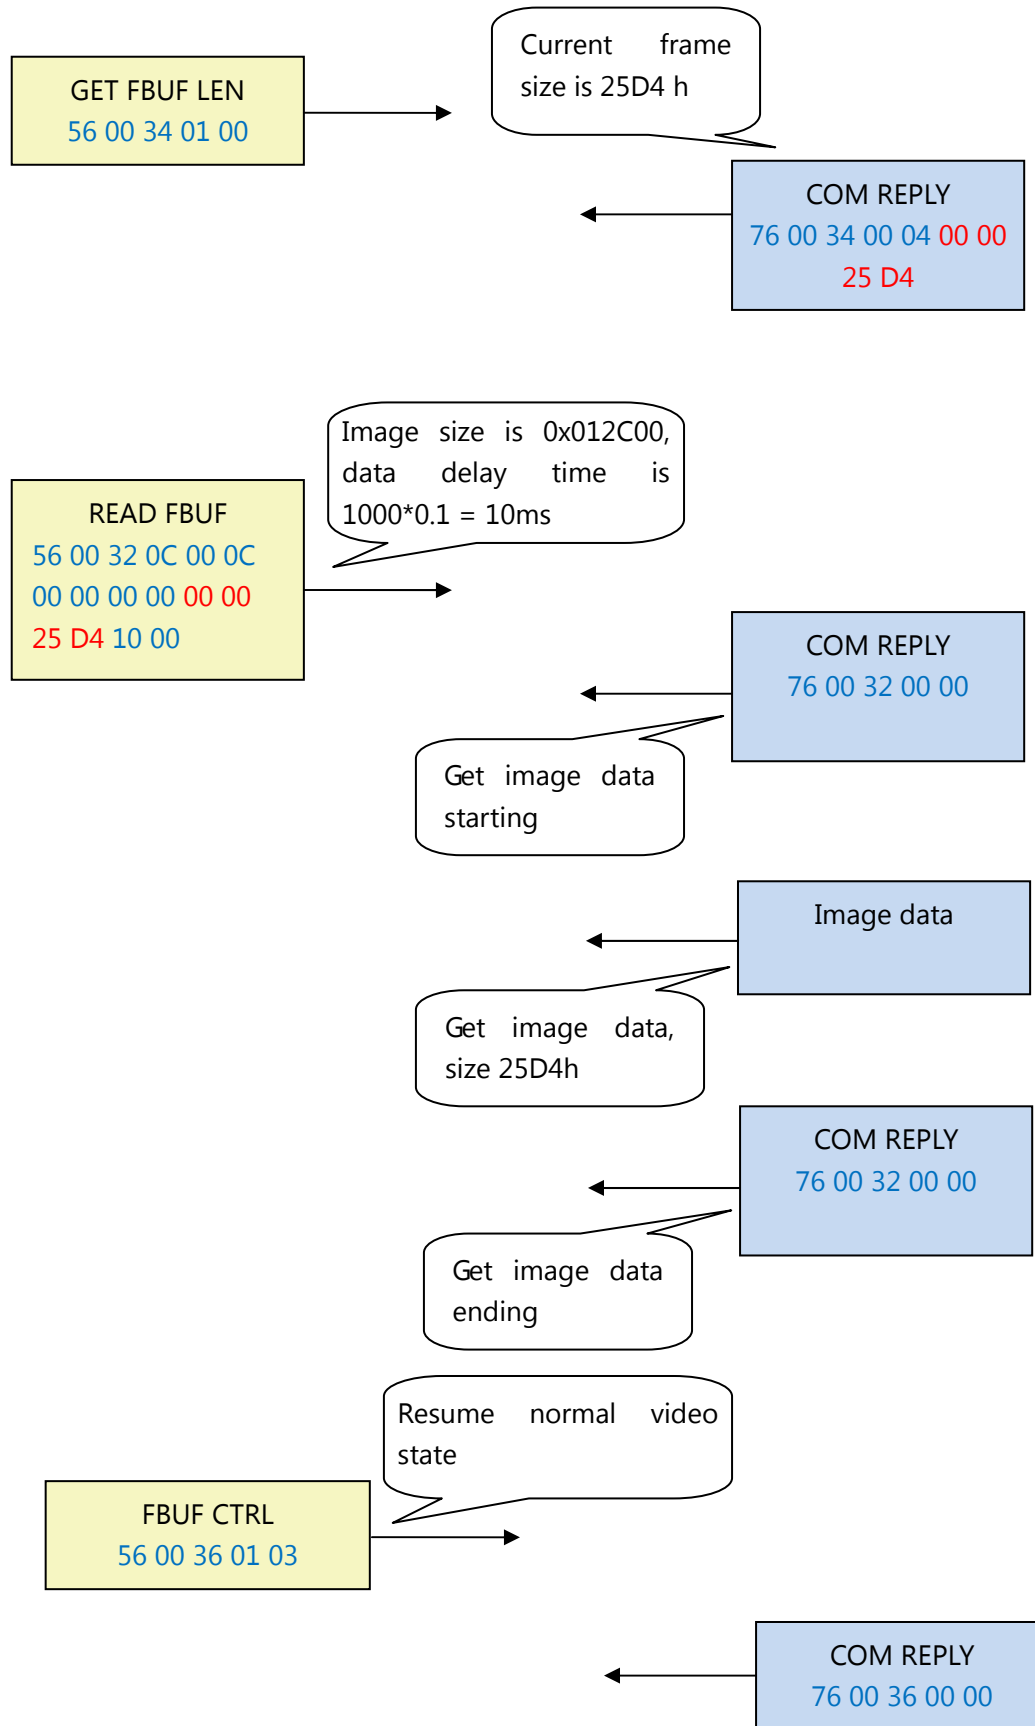 Current frame
size is 25D4 h
GET FBUF LEN
56 00 34 01 00
COM REPLY
76 00 34 00 04 00 00
25 D4
Image size is 0x012C00,
data delay time is
1000*0.1 = 10ms
READ FBUF
56 00 32 0C 00 0C
00 00 00 00 00 00
25 D4 10 00
COM REPLY
76 00 32 00 00
Get image data
starting
Image data
Get image data,
size 25D4h
COM REPLY
76 00 32 00 00
Get image data
ending
Resume normal video
state
FBUF CTRL
56 00 36 01 03
COM REPLY
76 00 36 00 00